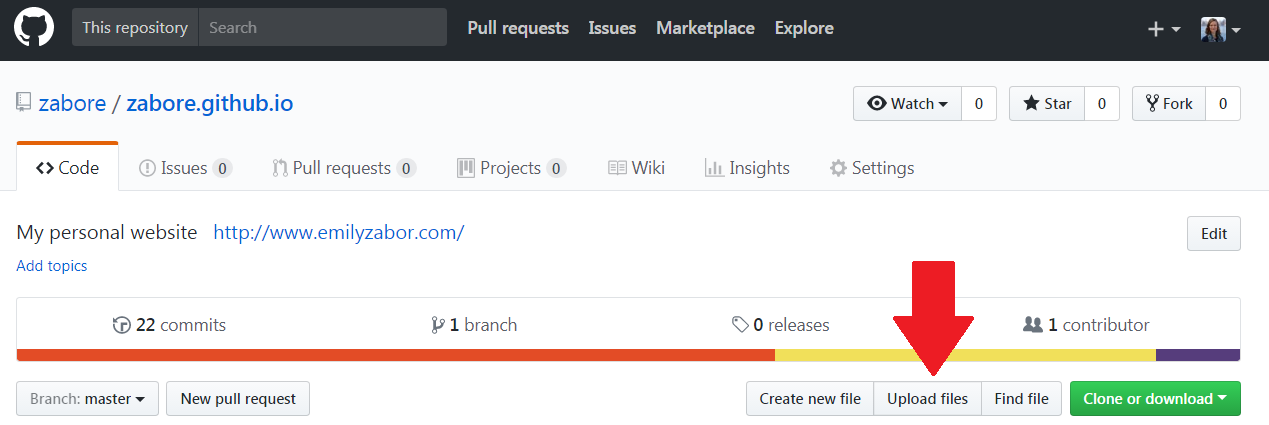 This repository Search Pull requests Issues Marketplace Explore
zabore / zabore.github.io Watch 0 Star 0 Fork 0
Code Issues 0 Pull requests 0 Projects 0 Wiki Insights Settings
My personal website http://www.emilyzabor.com/ Edit
Add topics
22 commits 1 branch 0 releases 1 contributor
Branch: master New pull request Create new file Upload files Find file Clone or download